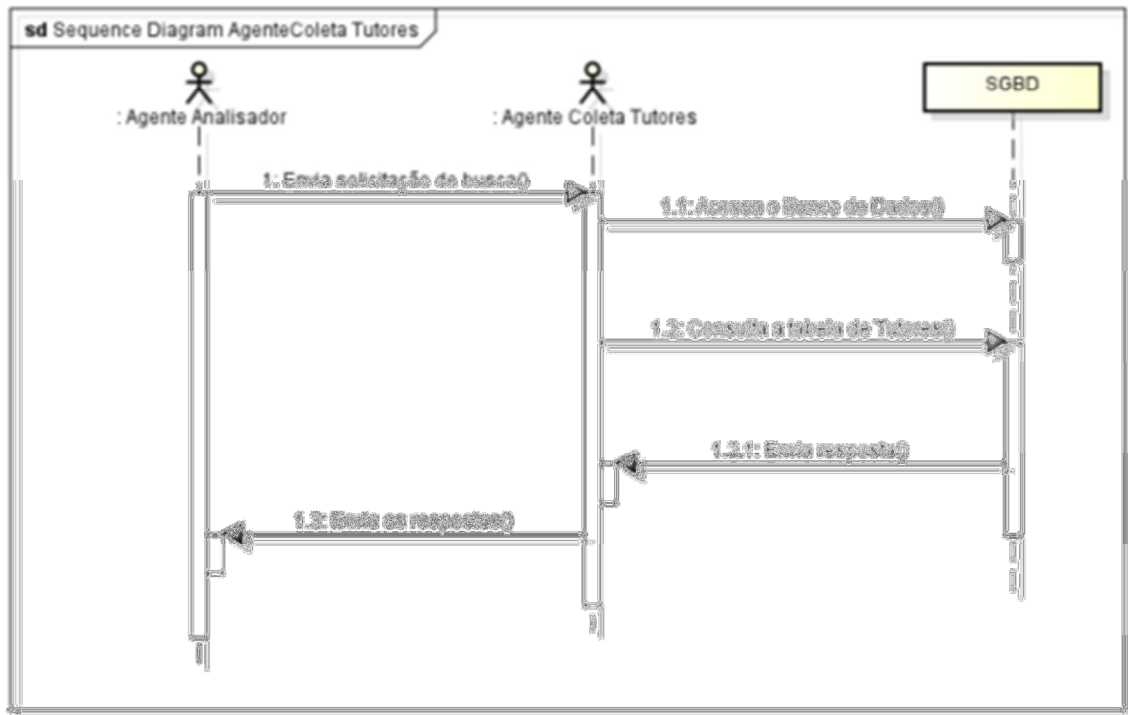 sd Sequence Diagram AgenteColeta Tutores
: Agente Analisador
: Agente Coleta Tutores
SGBD
1: Envia solicitação de busca()
1.1: Acessa o Banco de Dados()
1.2: Consulta a tabela de Tutores()
1.2.1: Envia resposta()
1.3: Envia as respostas()